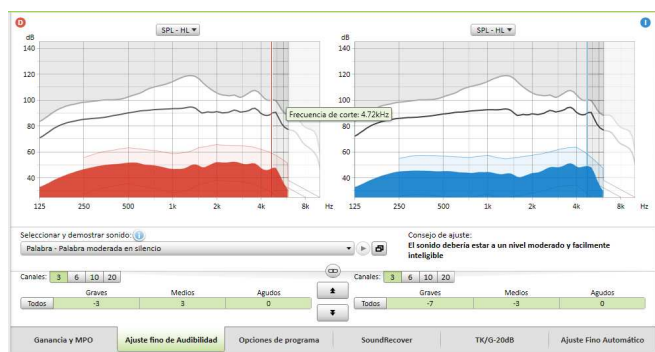 D
SPL - HL
SPL - HL
I
dB
dB
140
140
120
120
100
100
Frecuencia de corte: 4.72kHz
80
80
60
60
40
40
125 250 500 1k 2k 4k 8k Hz
125 250 500 1k 2k 4k 8k Hz
Seleccionar y demostrar sonido:
Palabra - Palabra moderada en silencio
Consejo de ajuste:
El sonido debería estar a un nivel moderado y facilmente
inteligible
Canales: 3 6 10 20
Canales: 3 6 10 20
Graves Medios Agudos
Graves Medios Agudos
Todos -3 3 0
Todos -7 -3 0
Ganancia y MPO Ajuste fino de Audibilidad Opciones de programa SoundRecover TK/G-20dB Ajuste Fino Automático